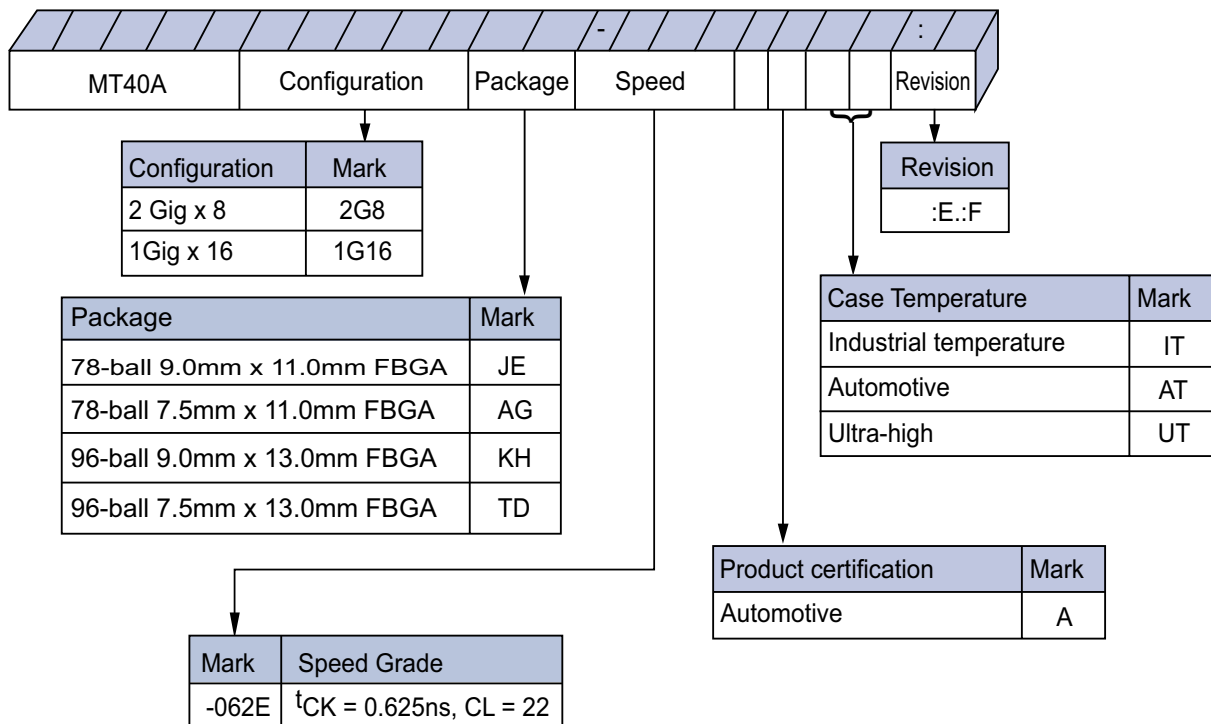 - :
MT40A Configuration Package Speed Revision
Configuration Mark
2 Gig x 8 2G8
1Gig x 16 1G16
Revision
:E.:F
Package Mark
78-ball 9.0mm x 11.0mm FBGA JE
78-ball 7.5mm x 11.0mm FBGA AG
96-ball 9.0mm x 13.0mm FBGA KH
96-ball 7.5mm x 13.0mm FBGA TD
Case Temperature Mark
Industrial temperature IT
Automotive AT
Ultra-high UT
Product certification Mark
Automotive A
Mark Speed Grade
-062E tCK = 0.625ns, CL = 22